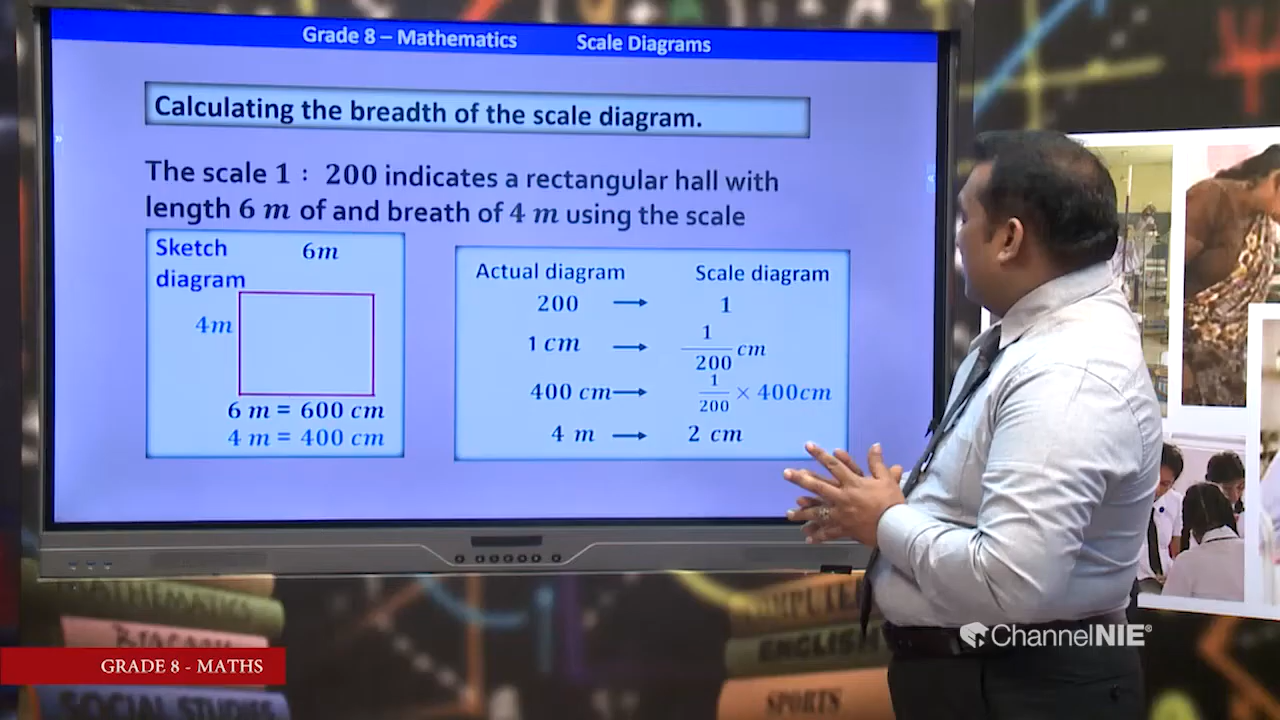 Grade 8 – Mathematics Scale Diagrams
Calculating the breadth of the scale diagram.
The scale 1 : 200 indicates a rectangular hall with
length 6 m of and breath of 4 m using the scale
Sketch
diagram
6m
4m
6 m = 600 cm
4 m = 400 cm
Actual diagram Scale diagram
200 → 1
1 cm → 1/200 cm
400 cm → 1/200 × 400cm
4 m → 2 cm
MATHEMATICS
SOCIAL STUDIES
ENGLISH
SPORTS
GRADE 8 - MATHS
ChannelNIE®